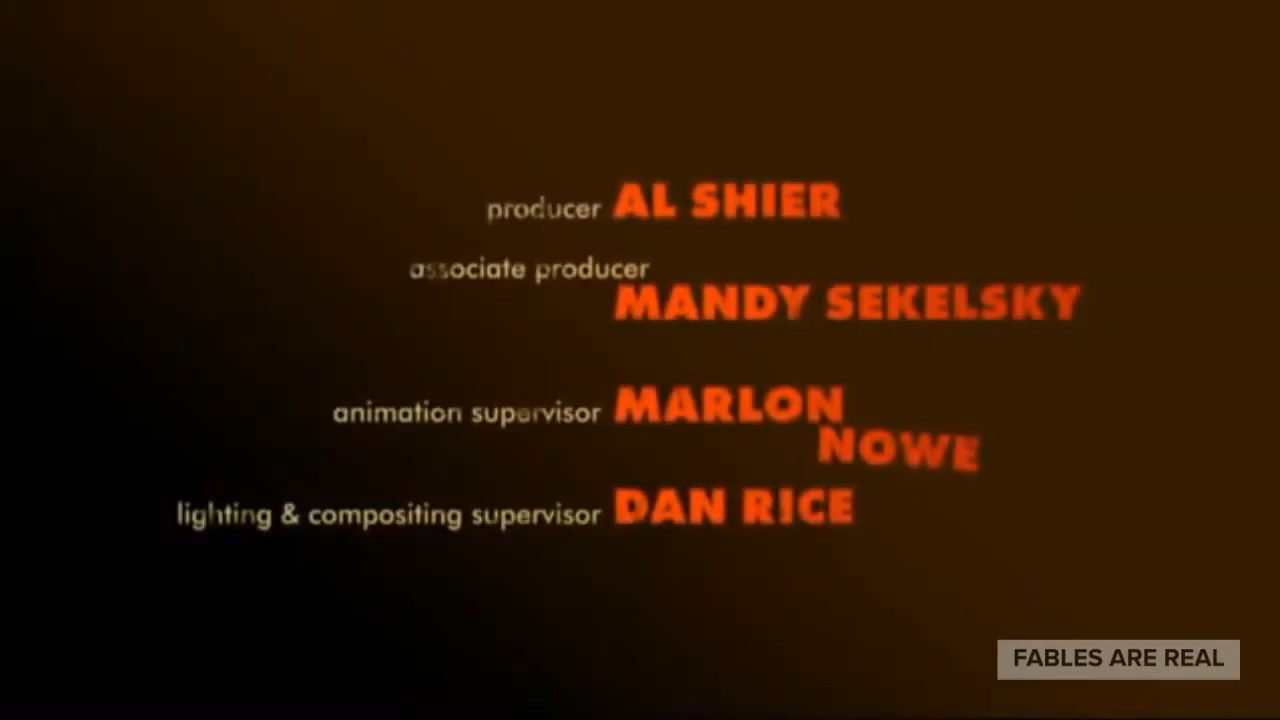 producer AL SHIER
associate producer
MANDY SEKELSKY
animation supervisor MARLON
NOWE
lighting & compositing supervisor DAN RICE
FABLES ARE REAL